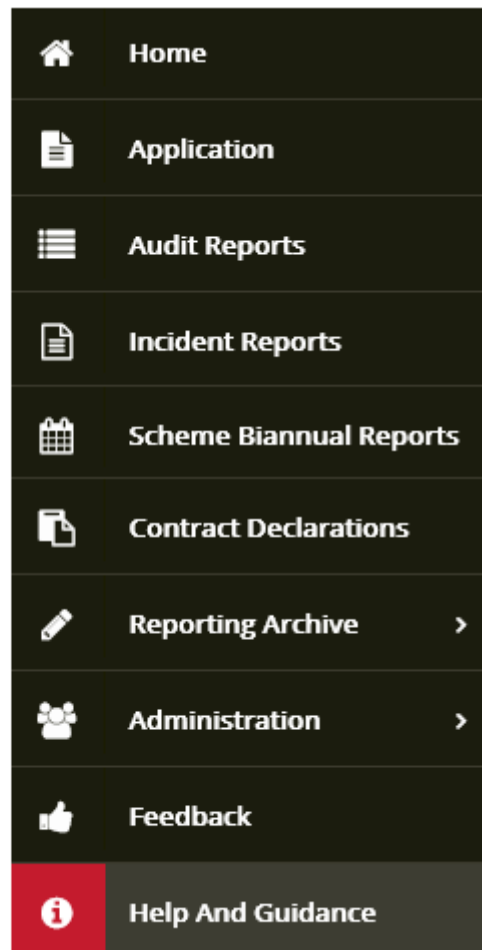 Home
Application
Audit Reports
Incident Reports
Scheme Biannual Reports
Contract Declarations
Reporting Archive
Administration
Feedback
Help And Guidance